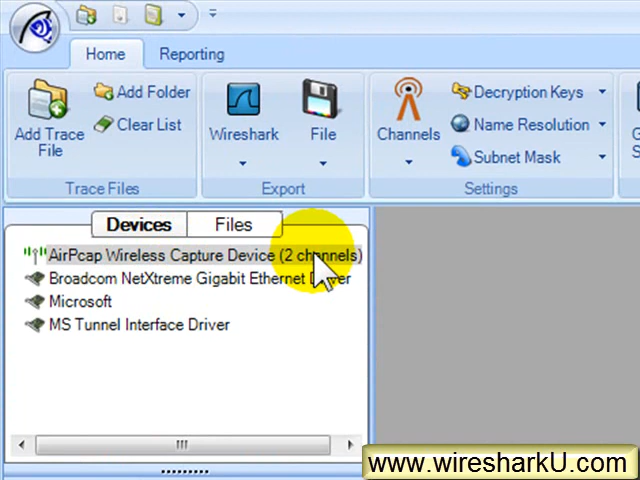 Home Reporting
Add Trace File
Add Folder
Clear List
Trace Files
Wireshark
File
Export
Channels
Decryption Keys
Name Resolution
Subnet Mask
Settings
Devices Files
AirPcap Wireless Capture Device (2 channels)
Broadcom NetXtreme Gigabit Ethernet Driver
Microsoft
MS Tunnel Interface Driver
www.wiresharkU.com